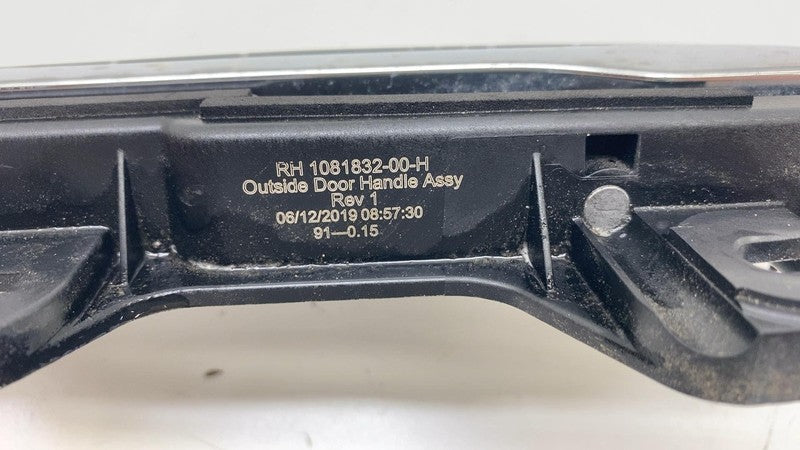 RH 1081832-00-H
Outside Door Handle Assy
Rev 1
06/12/2019 08:57:30
91—0.15